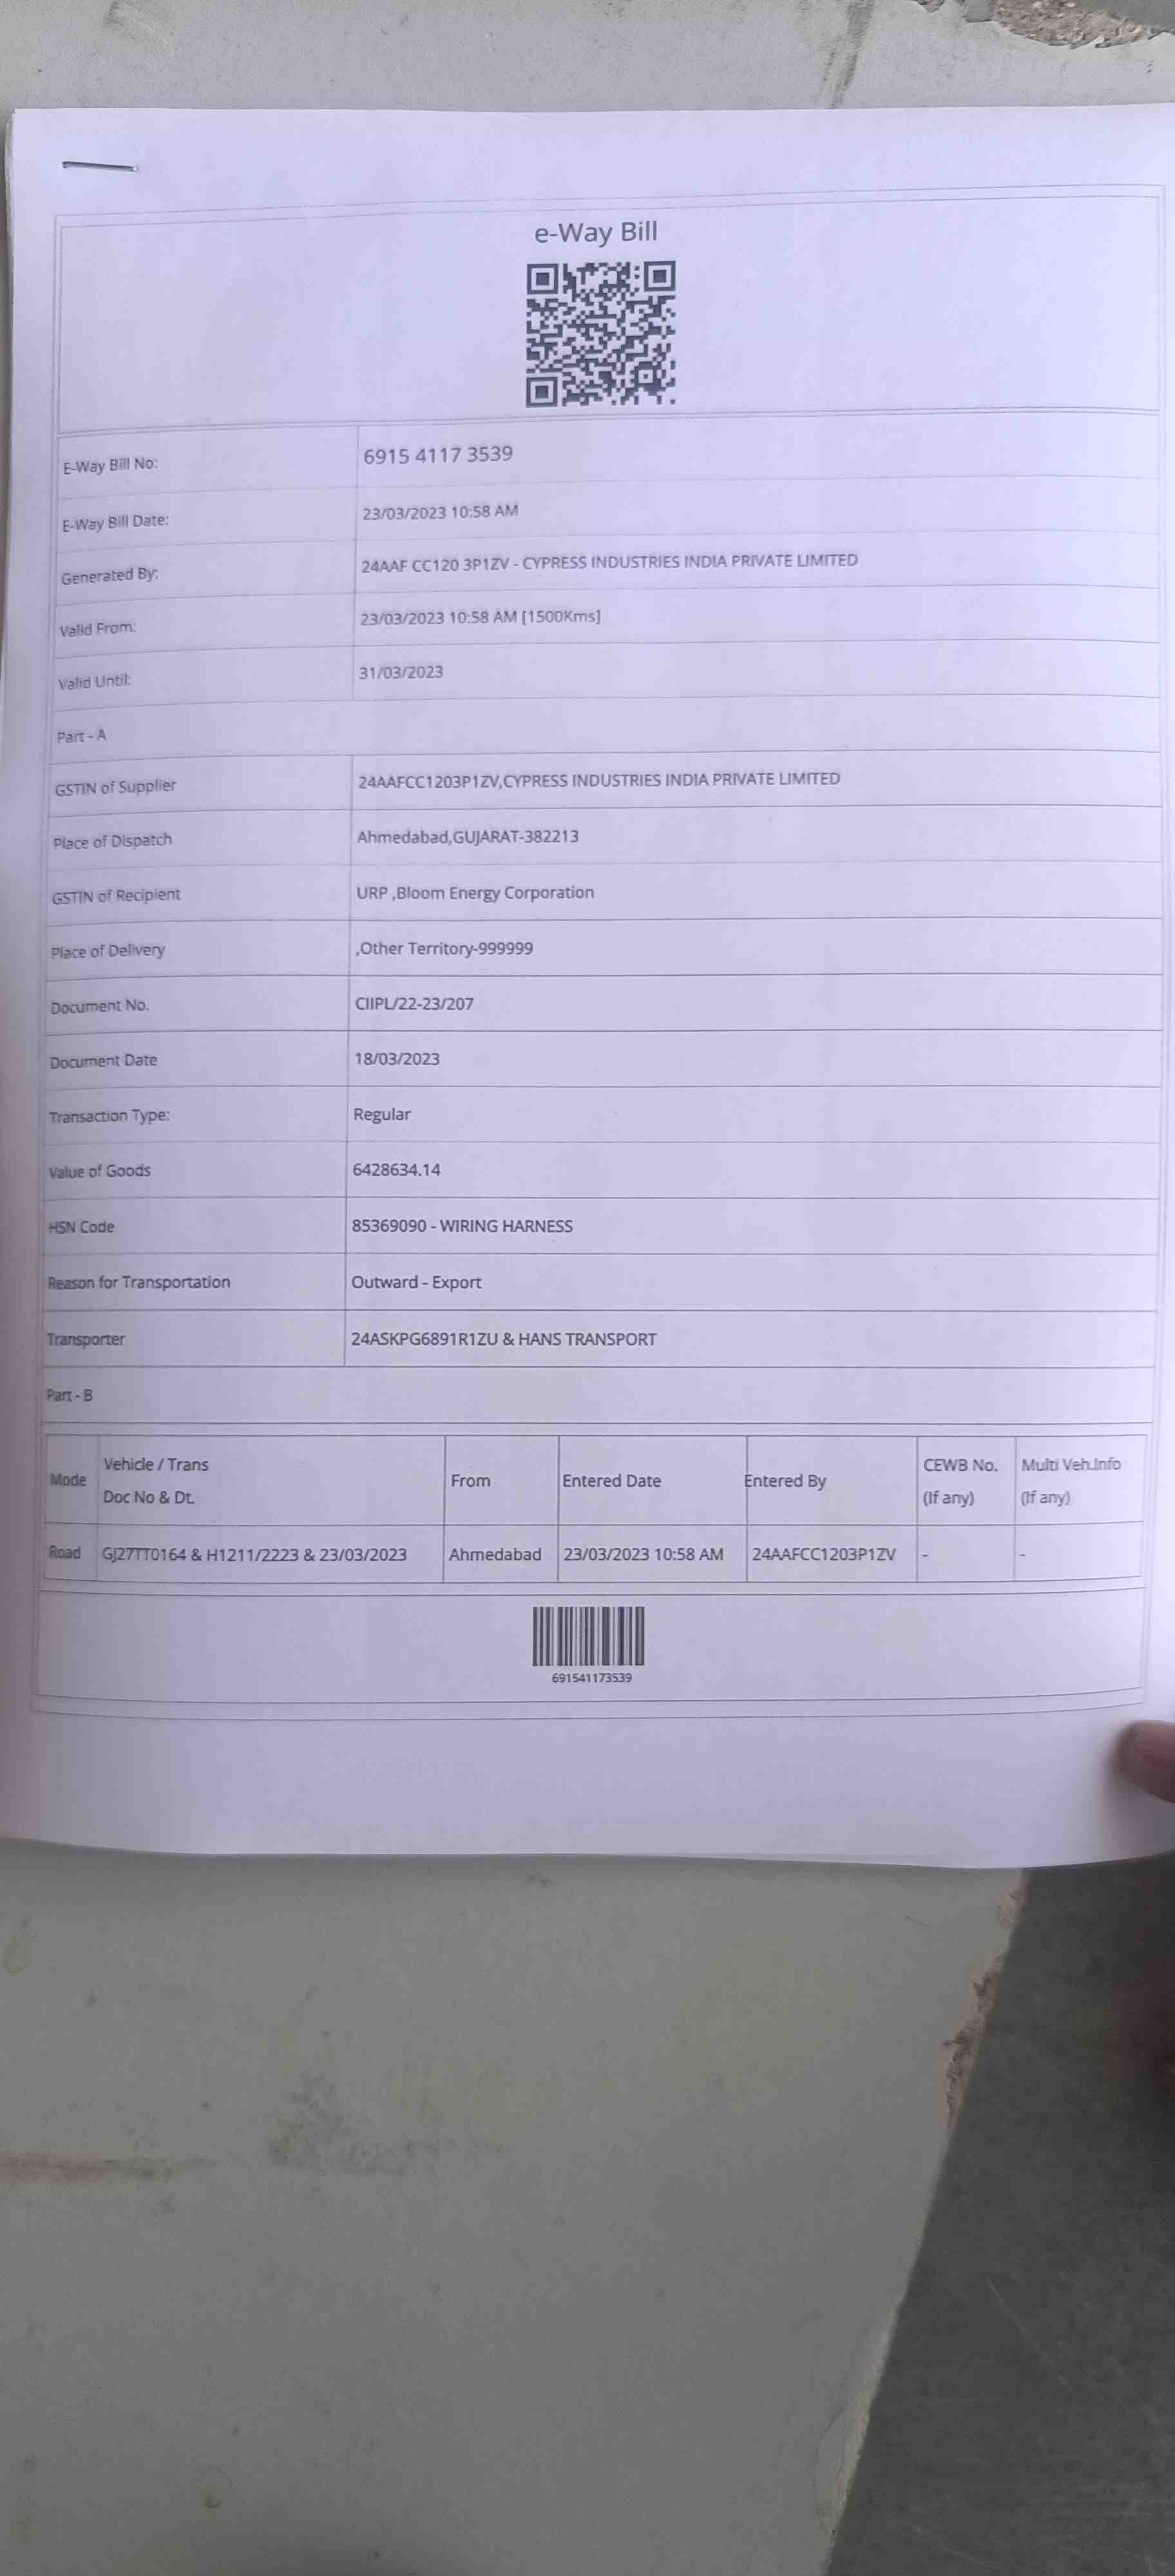 e-Way Bill
E-Way Bill No: 6915 4117 3539
E-Way Bill Date: 23/03/2023 10:58 AM
Generated By: 24AAF CC120 3P1ZV - CYPRESS INDUSTRIES INDIA PRIVATE LIMITED
Valid From: 23/03/2023 10:58 AM [1500Kms]
Valid Until: 31/03/2023
Part - A
GSTIN of Supplier 24AAFCC1203P1ZV,CYPRESS INDUSTRIES INDIA PRIVATE LIMITED
Place of Dispatch Ahmedabad,GUJARAT-382213
GSTIN of Recipient URP ,Bloom Energy Corporation
Place of Delivery ,Other Territory-999999
Document No. CIIPL/22-23/207
Document Date 18/03/2023
Transaction Type: Regular
Value of Goods 6428634.14
HSN Code 85369090 - WIRING HARNESS
Reason for Transportation Outward - Export
Transporter 24ASKPG6891R1ZU & HANS TRANSPORT
Part - B
Mode Vehicle / Trans Doc No & Dt. From Entered Date Entered By CEWB No. (If any) Multi Veh.Info (If any)
Road GJ27TT0164 & H1211/2223 & 23/03/2023 Ahmedabad 23/03/2023 10:58 AM 24AAFCC1203P1ZV - -
691541173539